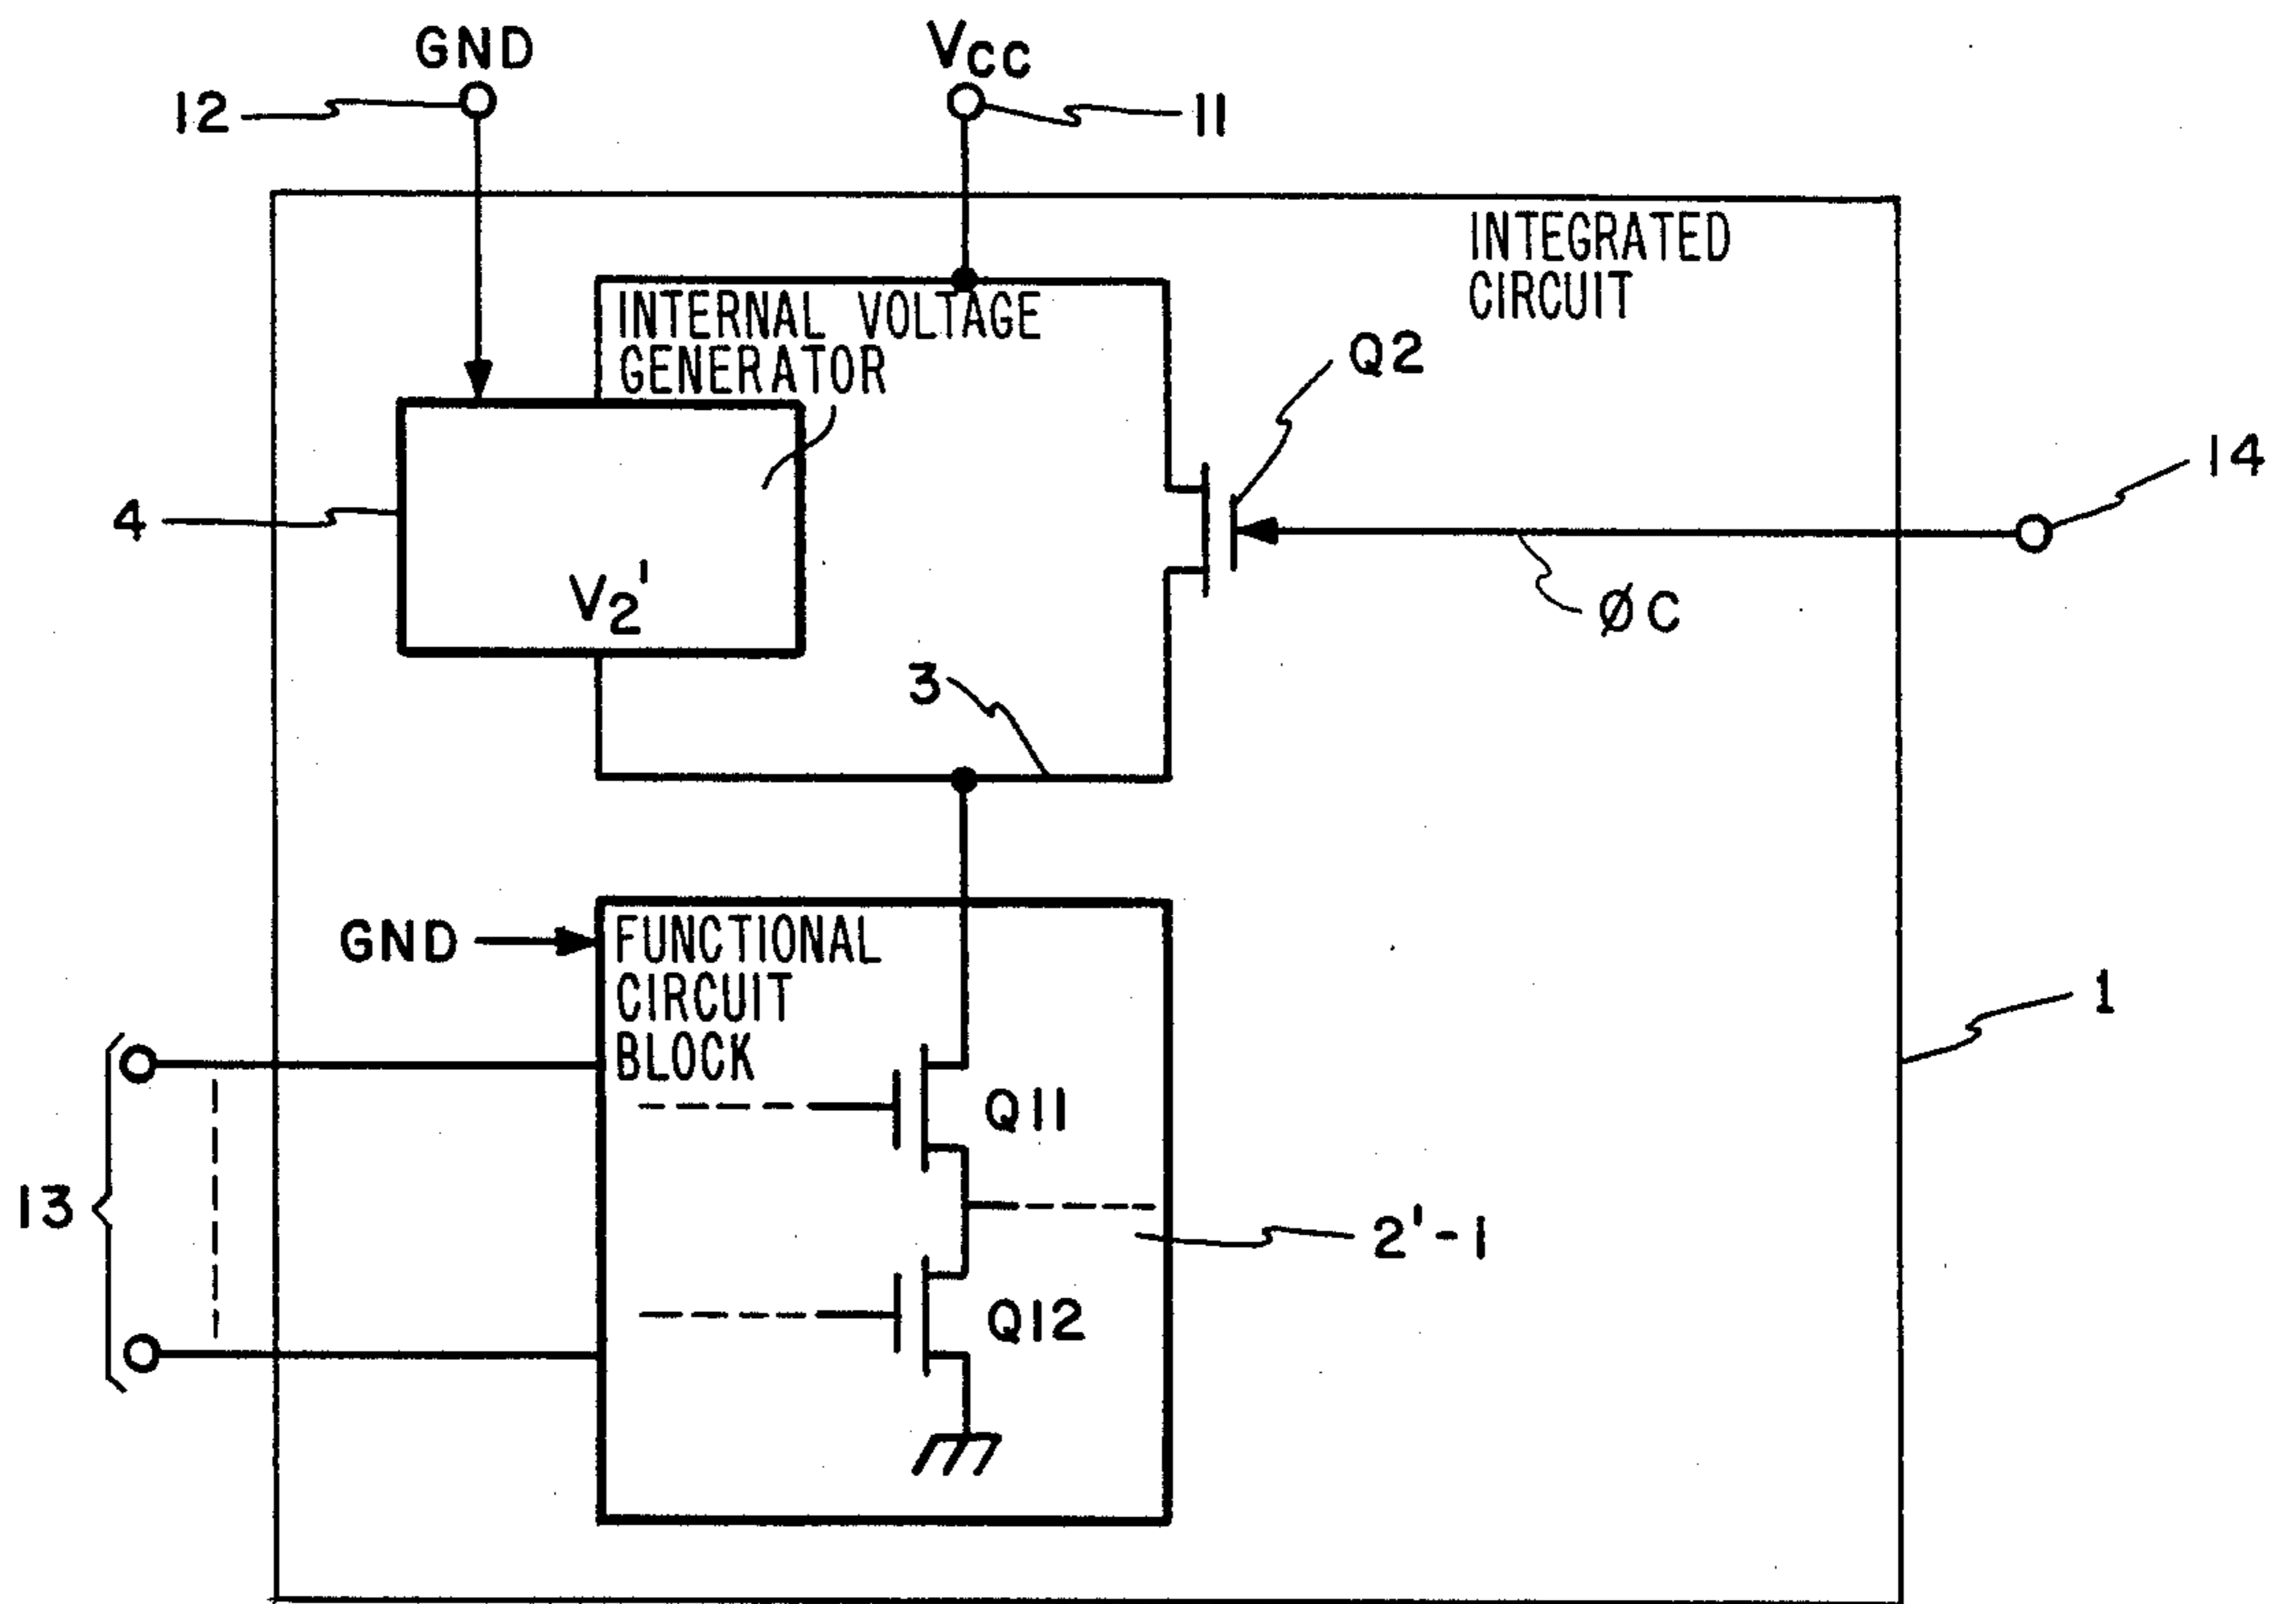 GND
VCC
12
11
INTEGRATED
CIRCUIT
INTERNAL VOLTAGE
GENERATOR
Q2
14
4
V2'
ØC
3
GND
FUNCTIONAL
CIRCUIT
BLOCK
1
Q11
13
2'-1
Q12